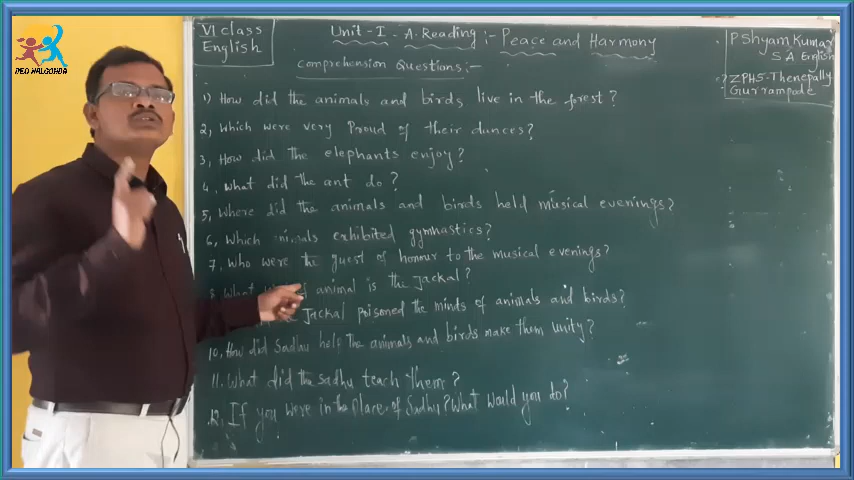 VI class
English
Unit-I. A. Reading:- Peace and Harmony
P Shyam Kumar
S A English
ZPHS-Thenepally
Gurrampode
DEO NALGONDA
Comprehension Questions:-
1) How did the animals and birds live in the forest?
2, Which were very Proud of their dances?
3, How did the elephants enjoy?
4. What did the ant do?
5, Where did the animals and birds held musical evenings?
6, Which animals exhibited gymnastics?
7, Who were the guest of honour to the musical evenings?
8, What animal is the Jackal?
Jackal poisoned the minds of animals and birds?
10, How did Sadhu help the animals and birds make them unity?
11. What did the sadhu teach them?
12. If you were in the Place of Sadhu? What would you do?